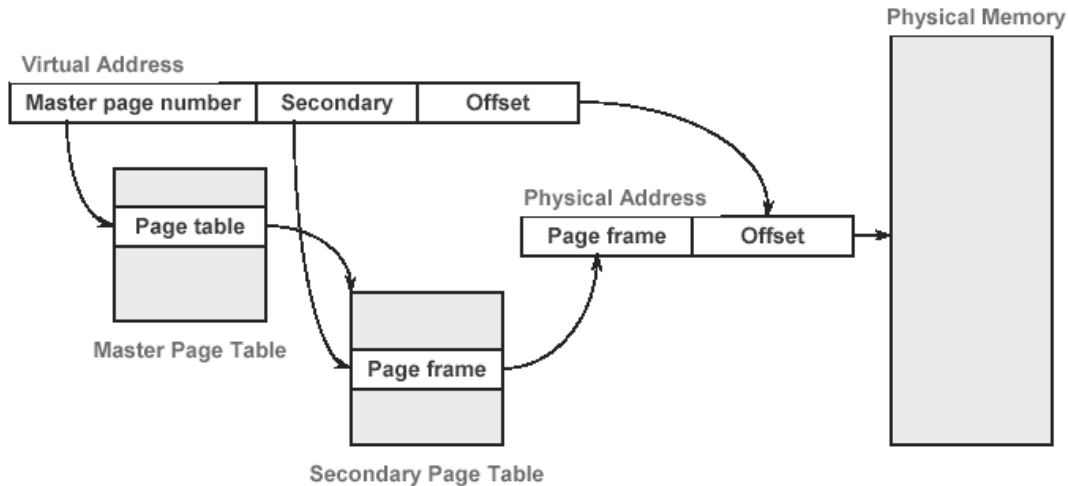 Physical Memory
Virtual Address
Master page number Secondary Offset
Physical Address
Page table
Page frame Offset
Master Page Table
Page frame
Secondary Page Table